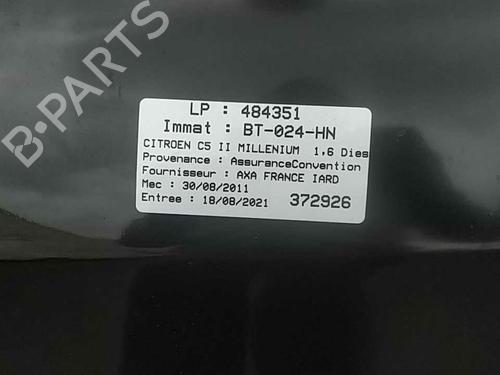 LP : 484351
Immat : BT-024-HN
CITROEN C5 II MILLENIUM 1,6 Dies
Provenance : AssuranceConvention
Fournisseur : AXA FRANCE IARD
Mec : 30/08/2011
Entree : 18/08/2021 372926
B-PARTS